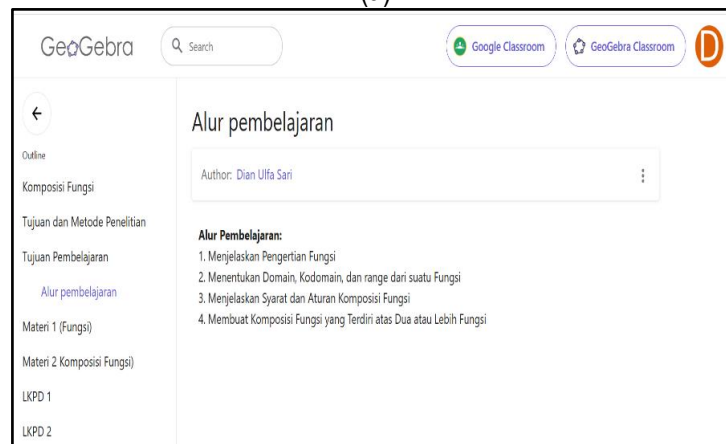 GeoGebra
Search
Google Classroom
GeoGebra Classroom
D
Outline
Komposisi Fungsi
Tujuan dan Metode Penelitian
Tujuan Pembelajaran
Alur pembelajaran
Materi 1 (Fungsi)
Materi 2 Komposisi Fungsi)
LKPD 1
LKPD 2
Alur pembelajaran
Author: Dian Ulfa Sari
Alur Pembelajaran:
1. Menjelaskan Pengertian Fungsi
2. Menentukan Domain, Kodomain, dan range dari suatu Fungsi
3. Menjelaskan Syarat dan Aturan Komposisi Fungsi
4. Membuat Komposisi Fungsi yang Terdiri atas Dua atau Lebih Fungsi